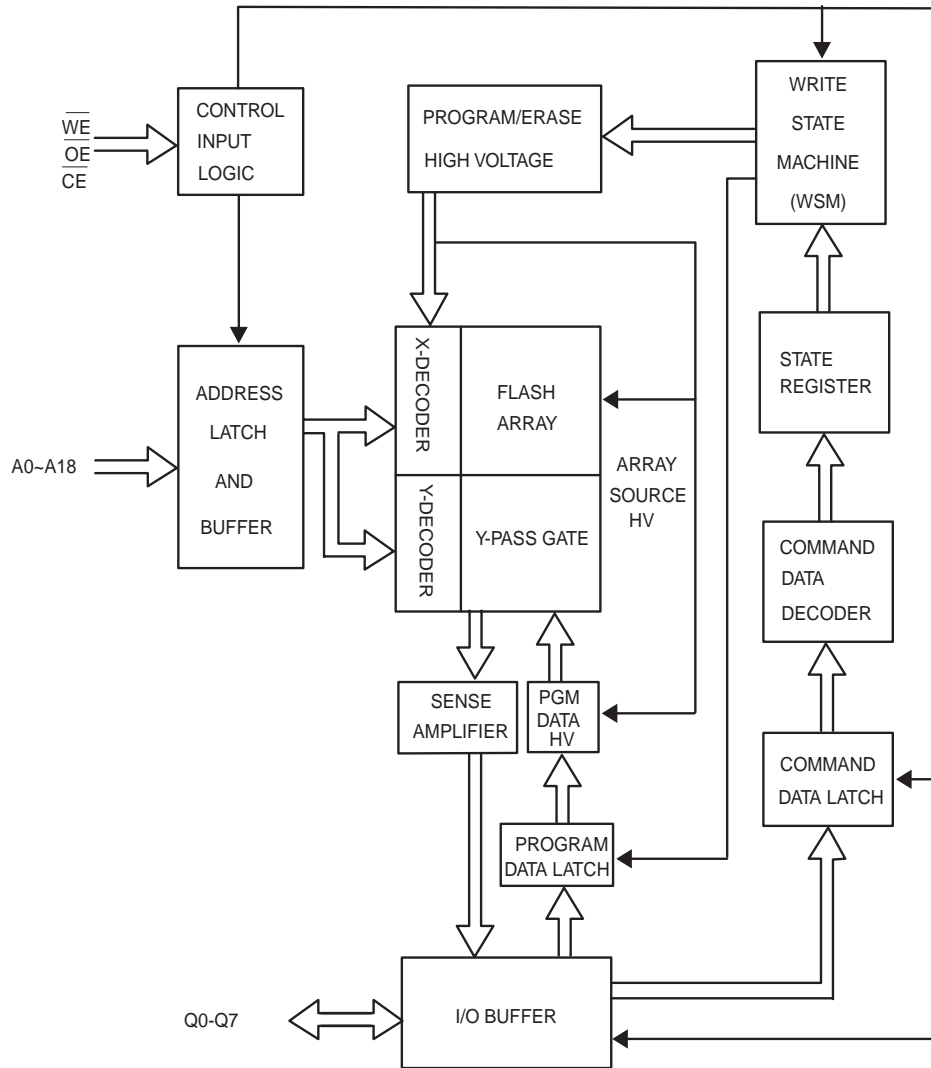 WE
OE
CE
CONTROL
INPUT
LOGIC
PROGRAM/ERASE
HIGH VOLTAGE
WRITE
STATE
MACHINE
(WSM)
STATE
REGISTER
ADDRESS
LATCH
AND
BUFFER
A0~A18
X-DECODER
FLASH
ARRAY
Y-DECODER
Y-PASS GATE
ARRAY
SOURCE
HV
COMMAND
DATA
DECODER
SENSE
AMPLIFIER
PGM
DATA
HV
COMMAND
DATA LATCH
PROGRAM
DATA LATCH
Q0-Q7
I/O BUFFER